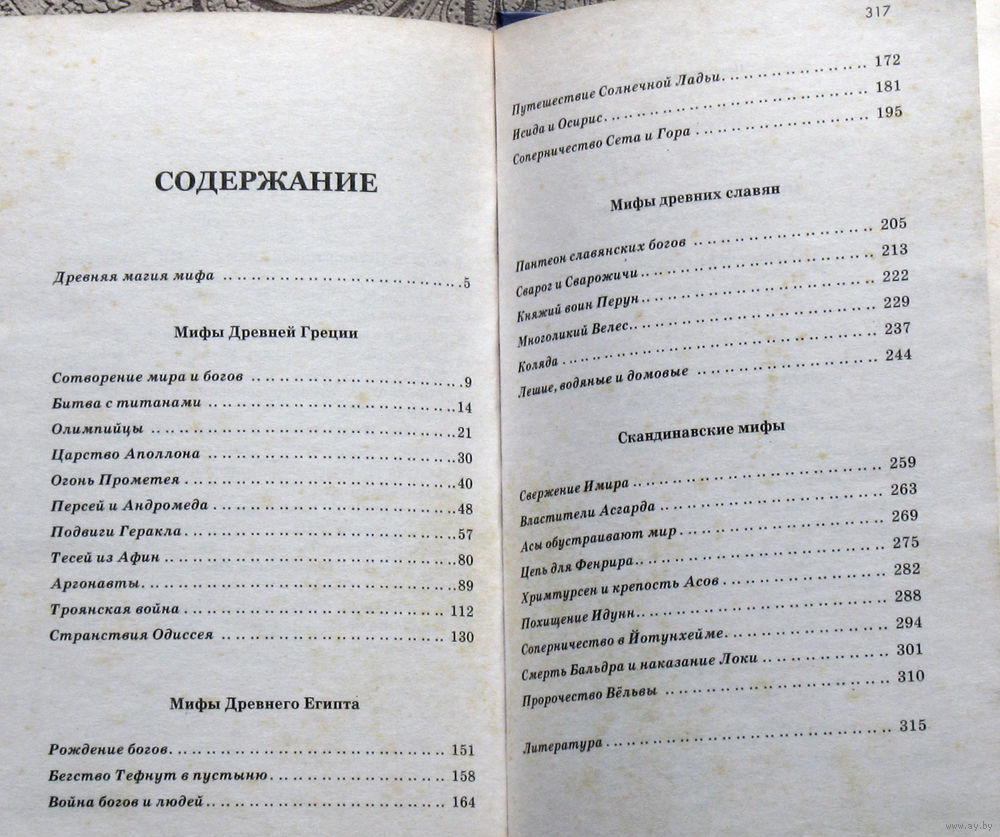 СОДЕРЖАНИЕ
Древняя магия мифа ........................ 5
Мифы Древней Греции
Сотворение мира и богов ........................ 9
Битва с титанами ........................ 14
Олимпийцы ........................ 21
Царство Аполлона ........................ 30
Огонь Прометея ........................ 40
Персей и Андромеда ........................ 48
Подвиги Геракла ........................ 57
Тесей из Афин ........................ 80
Аргонавты ........................ 89
Троянская война ........................ 112
Странствия Одиссея ........................ 130
Мифы Древнего Египта
Рождение богов ........................ 151
Бегство Тефнут в пустыню ........................ 158
Война богов и людей ........................ 164
317
Путешествие Солнечной Ладьи ........................ 172
Исида и Осирис ........................ 181
Соперничество Сета и Гора ........................ 195
Мифы древних славян
Пантеон славянских богов ........................ 205
Сварог и Сварожичи ........................ 213
Княжий воин Перун ........................ 222
Многоликий Велес ........................ 229
Коляда ........................ 237
Лешие, водяные и домовые ........................ 244
Скандинавские мифы
Свержение Имира ........................ 259
Властители Асгарда ........................ 263
Асы обустраивают мир ........................ 269
Цепь для Фенрира ........................ 275
Хримтурсен и крепость Асов ........................ 282
Похищение Идунн ........................ 288
Соперничество в Йотунхейме ........................ 294
Смерть Бальдра и наказание Локи ........................ 301
Пророчество Вёльвы ........................ 310
Литература ........................ 315
www.ay.by